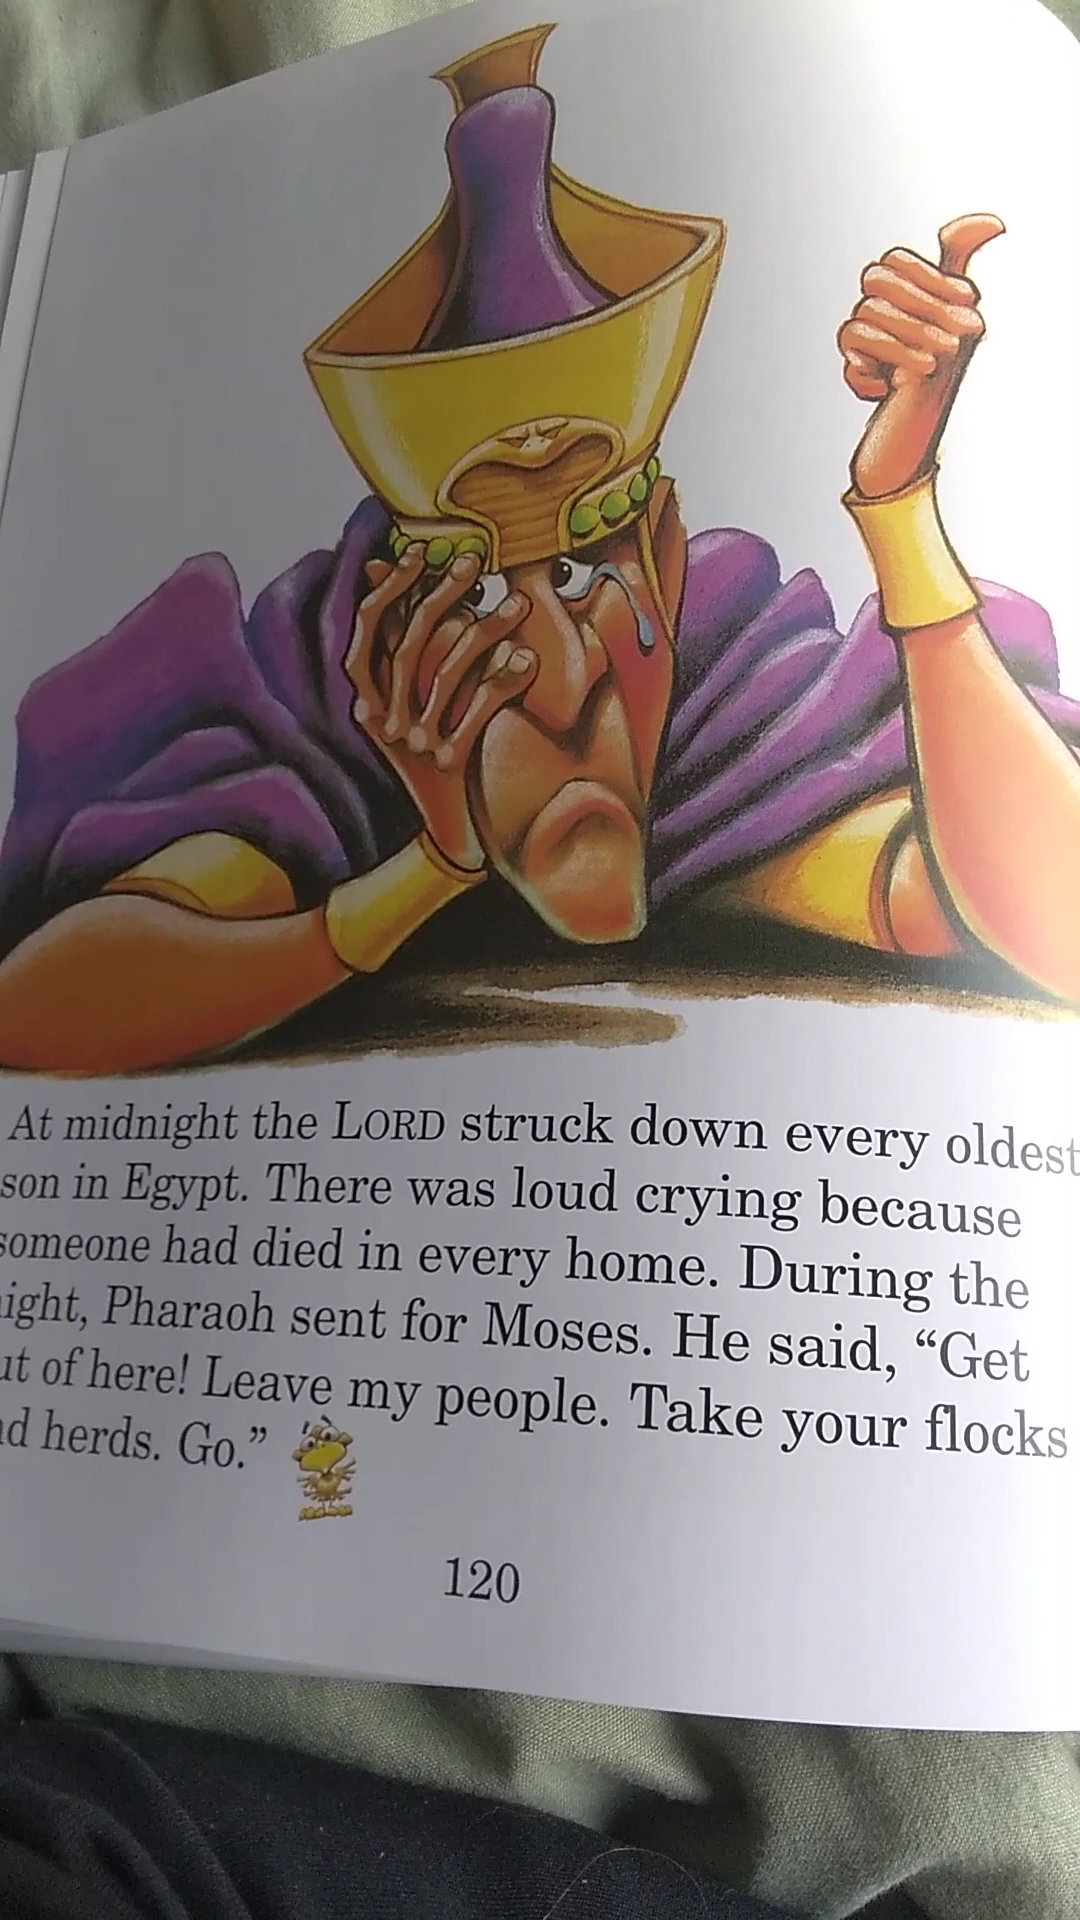 At midnight the LORD struck down every oldest
son in Egypt. There was loud crying because
someone had died in every home. During the
night, Pharaoh sent for Moses. He said, “Get
ut of here! Leave my people. Take your flocks
nd herds. Go.”
120